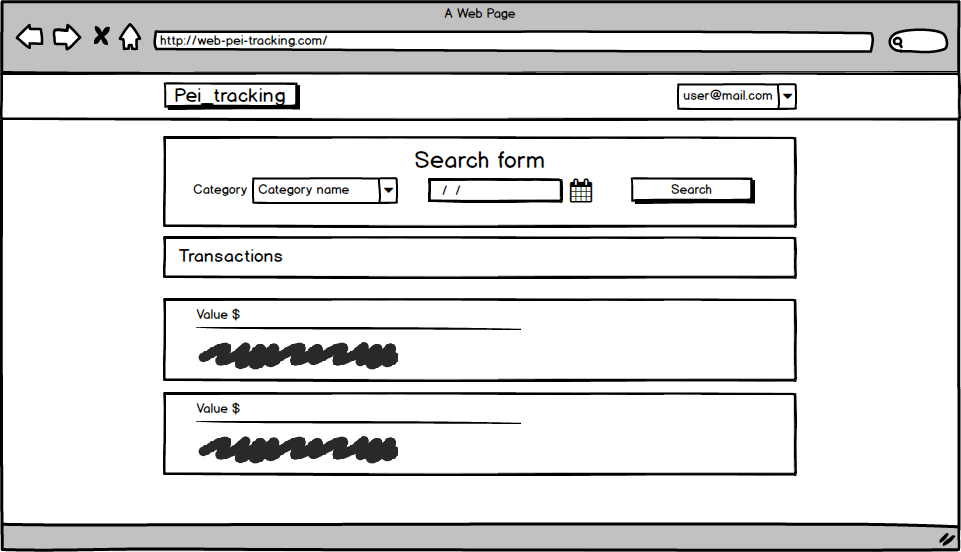 A Web Page
http://web-pei-tracking.com/
Pei_tracking
user@mail.com
Search form
Category Category name / / Search
Transactions
Value $
Value $